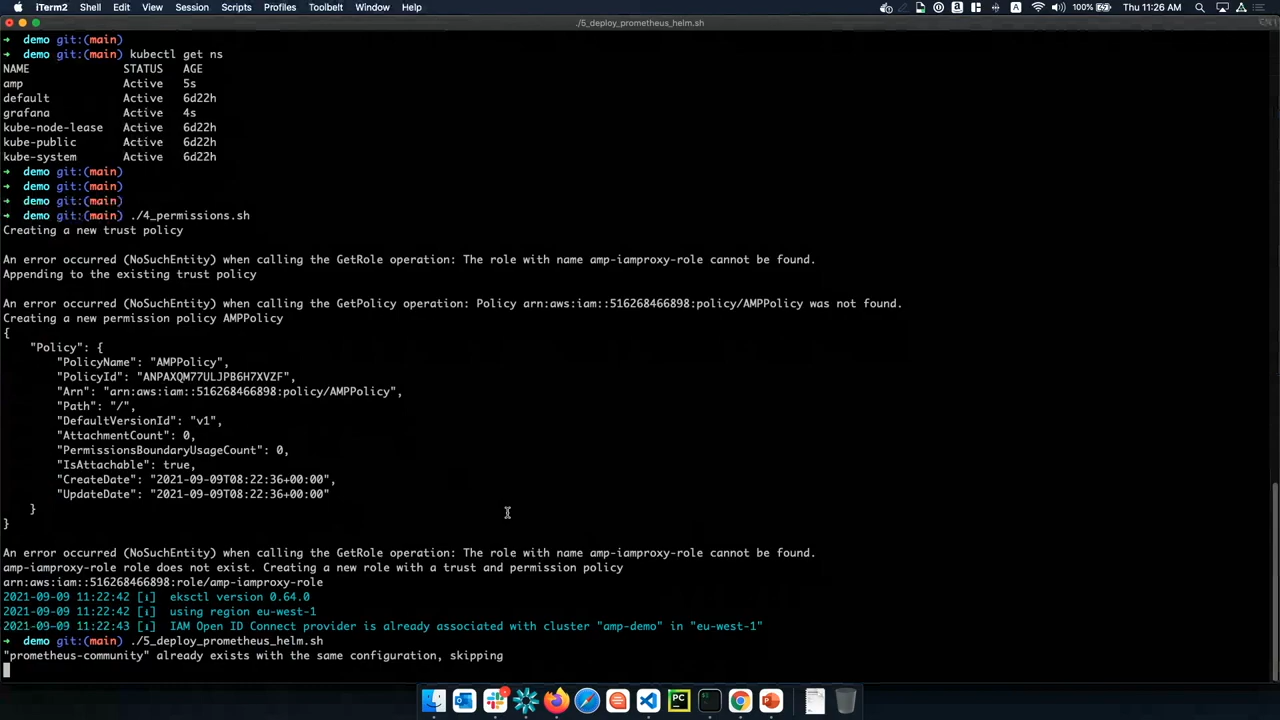 iTerm2 Shell Edit View Session Scripts Profiles Toolbelt Window Help 100% Thu 11:26 AM
./5_deploy_prometheus_helm.sh
➜ demo git:(main)
➜ demo git:(main) kubectl get ns
NAME STATUS AGE
amp Active 5s
default Active 6d22h
grafana Active 4s
kube-node-lease Active 6d22h
kube-public Active 6d22h
kube-system Active 6d22h
➜ demo git:(main)
➜ demo git:(main)
➜ demo git:(main)
➜ demo git:(main) ./4_permissions.sh
Creating a new trust policy
An error occurred (NoSuchEntity) when calling the GetRole operation: The role with name amp-iamproxy-role cannot be found.
Appending to the existing trust policy
An error occurred (NoSuchEntity) when calling the GetPolicy operation: Policy arn:aws:iam::516268466898:policy/AMPPolicy was not found.
Creating a new permission policy AMPPolicy
{
"Policy": {
"PolicyName": "AMPPolicy",
"PolicyId": "ANPAXQM77ULJPB6H7XVZF",
"Arn": "arn:aws:iam::516268466898:policy/AMPPolicy",
"Path": "/",
"DefaultVersionId": "v1",
"AttachmentCount": 0,
"PermissionsBoundaryUsageCount": 0,
"IsAttachable": true,
"CreateDate": "2021-09-09T08:22:36+00:00",
"UpdateDate": "2021-09-09T08:22:36+00:00"
}
}
An error occurred (NoSuchEntity) when calling the GetRole operation: The role with name amp-iamproxy-role cannot be found.
amp-iamproxy-role role does not exist. Creating a new role with a trust and permission policy
arn:aws:iam::516268466898:role/amp-iamproxy-role
2021-09-09 11:22:42 [ℹ] eksctl version 0.64.0
2021-09-09 11:22:42 [ℹ] using region eu-west-1
2021-09-09 11:22:43 [ℹ] IAM Open ID Connect provider is already associated with cluster "amp-demo" in "eu-west-1"
➜ demo git:(main) ./5_deploy_prometheus_helm.sh
"prometheus-community" already exists with the same configuration, skipping